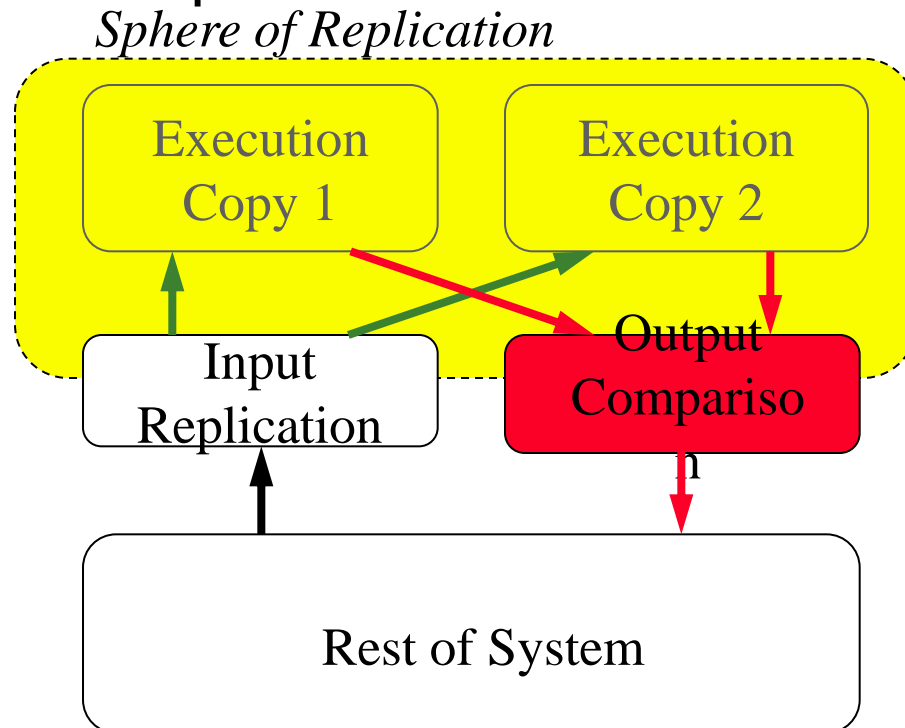 Sphere of Replication
Execution
Copy 1
Execution
Copy 2
Input
Replication
Output
Compariso
n
Rest of System